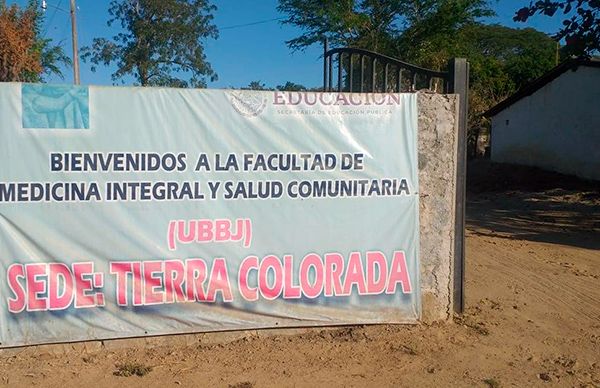 EDUCACIÓN
SECRETARÍA DE EDUCACIÓN PÚBLICA
BIENVENIDOS A LA FACULTAD DE
MEDICINA INTEGRAL Y SALUD COMUNITARIA
(UBBJ)
SEDE: TIERRA COLORADA